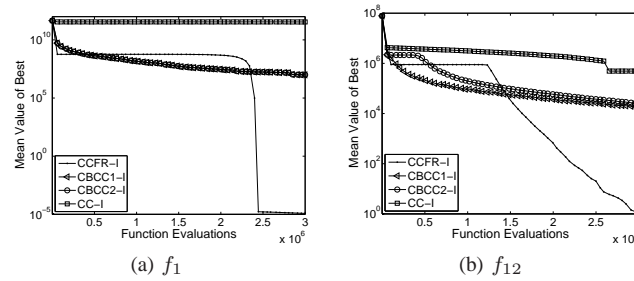 10^10
10^5
10^0
10^-5
Mean Value of Best
CCFR-I
CBCC1-I
CBCC2-I
CC-I
0.5 1 1.5 2 2.5 3
Function Evaluations
x 10^6
(a) f_1
10^8
10^6
10^4
10^2
10^0
Mean Value of Best
CCFR-I
CBCC1-I
CBCC2-I
CC-I
0.5 1 1.5 2 2.5
Function Evaluations
(b) f_12